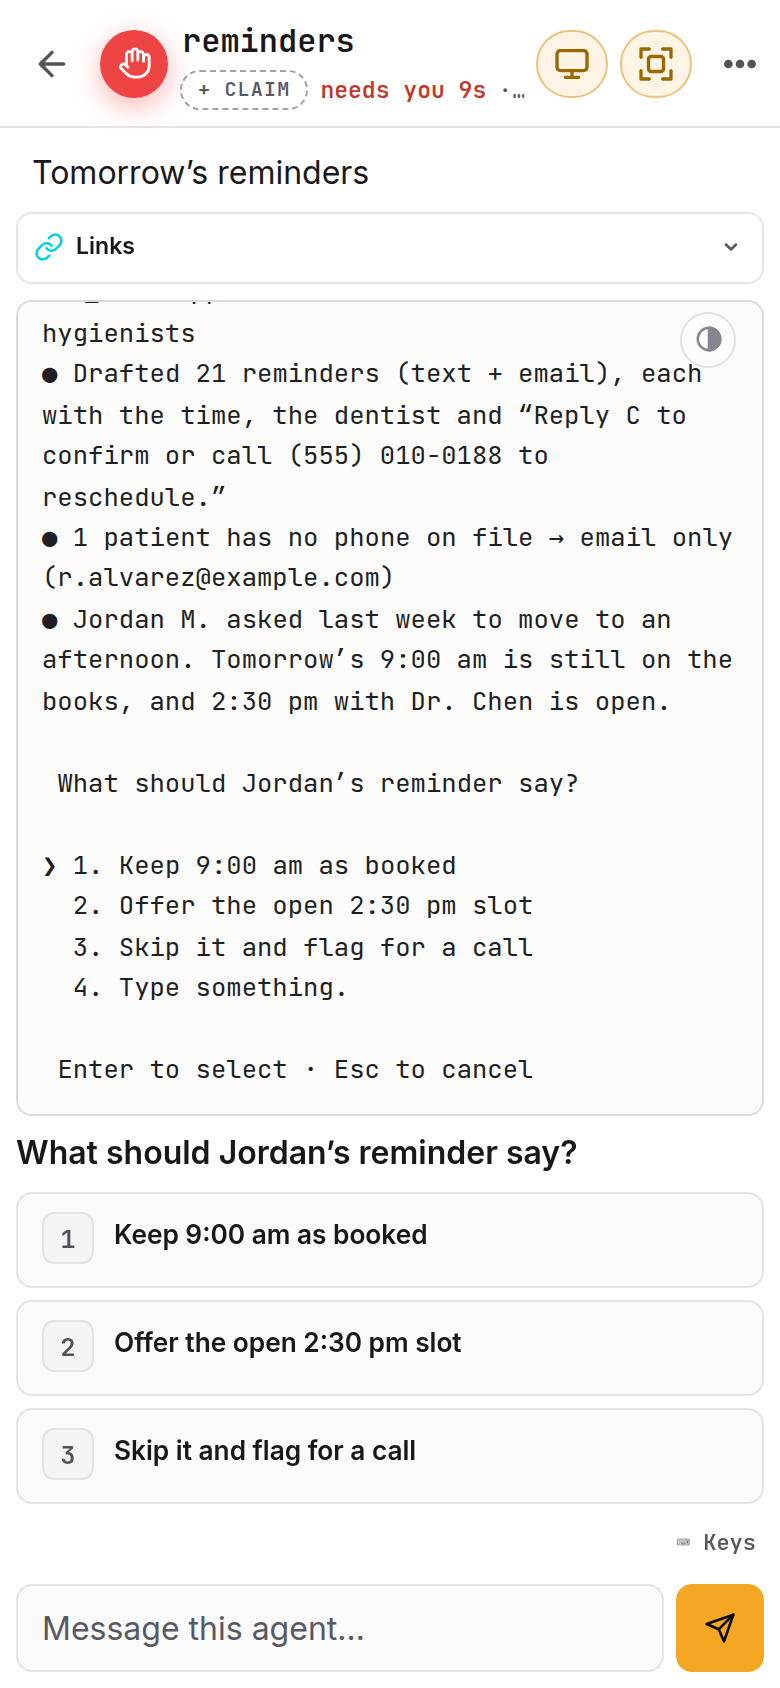 reminders
+ CLAIM needs you 9s ·…
Tomorrow’s reminders
Links
hygienists
● Drafted 21 reminders (text + email), each
with the time, the dentist and “Reply C to
confirm or call (555) 010-0188 to
reschedule.”
● 1 patient has no phone on file → email only
(r.alvarez@example.com)
● Jordan M. asked last week to move to an
afternoon. Tomorrow’s 9:00 am is still on the
books, and 2:30 pm with Dr. Chen is open.
What should Jordan’s reminder say?
❯ 1. Keep 9:00 am as booked
2. Offer the open 2:30 pm slot
3. Skip it and flag for a call
4. Type something.
Enter to select · Esc to cancel
What should Jordan’s reminder say?
1 Keep 9:00 am as booked
2 Offer the open 2:30 pm slot
3 Skip it and flag for a call
Keys
Message this agent...